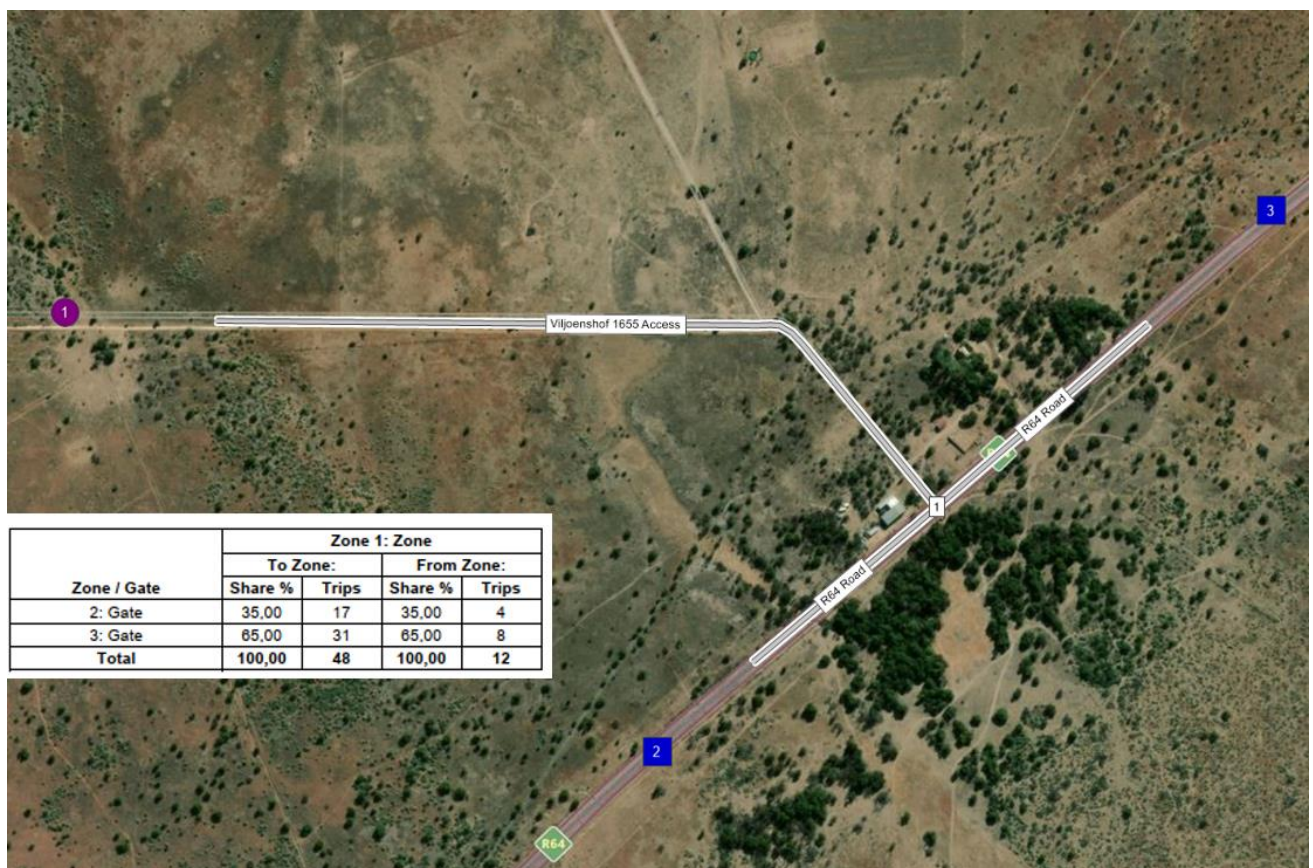 3
1
Viljoenshof 1655 Access
R64 Road
1
R64 Road
2
R64
Zone 1: Zone
To Zone: From Zone:
Zone / Gate Share % Trips Share % Trips
2: Gate 35,00 17 35,00 4
3: Gate 65,00 31 65,00 8
Total 100,00 48 100,00 12